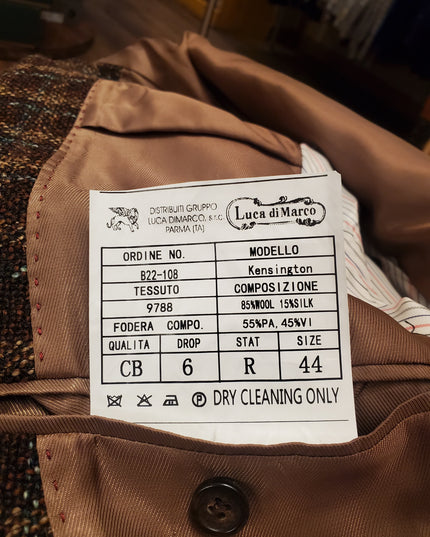 DISTRIBUITI GRUPPO
LUCA DIMARCO, s.r.c.
PARMA (TA)
Luca di Marco
ORDINE NO. MODELLO
B22-108 Kensington
TESSUTO COMPOSIZIONE
9788 85%WOOL 15%SILK
FODERA COMPO. 55%PA, 45%VI
QUALITA DROP STAT SIZE
CB 6 R 44
P DRY CLEANING ONLY